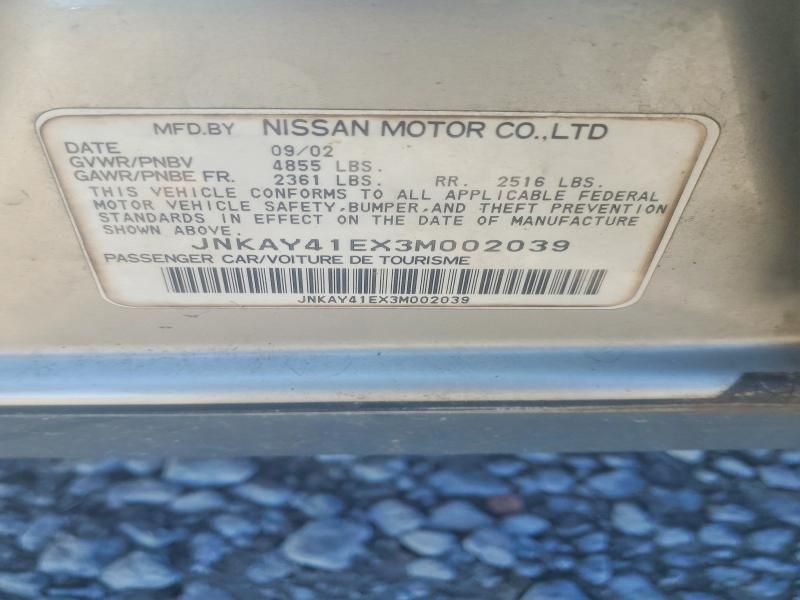 MFD.BY NISSAN MOTOR CO.,LTD
DATE 09/02
GVWR/PNBV 4855 LBS.
GAWR/PNBE FR. 2361 LBS. RR. 2516 LBS.
THIS VEHICLE CONFORMS TO ALL APPLICABLE FEDERAL
MOTOR VEHICLE SAFETY,BUMPER,AND THEFT PREVENTION
STANDARDS IN EFFECT ON THE DATE OF MANUFACTURE
SHOWN ABOVE.
JNKAY41EX3M002039
PASSENGER CAR/VOITURE DE TOURISME
JNKAY41EX3M002039